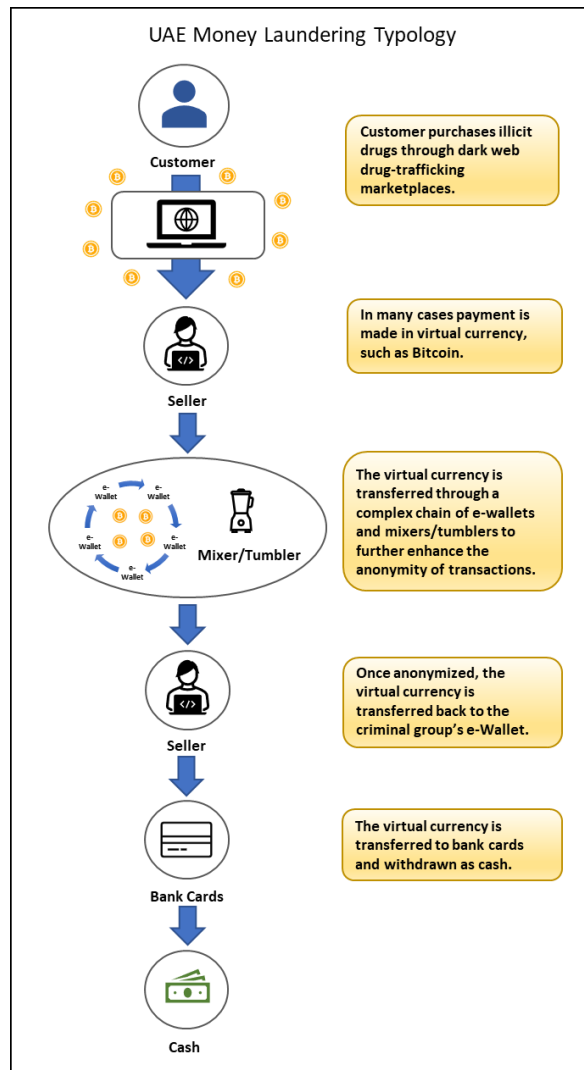 UAE Money Laundering Typology
Customer
Customer purchases illicit
drugs through dark web
drug-trafficking
marketplaces.
In many cases payment is
made in virtual currency,
such as Bitcoin.
Seller
e-
Wallet
e-
Wallet
e-
Wallet
e-
Wallet
e-
Wallet
Mixer/Tumbler
The virtual currency is
transferred through a
complex chain of e-wallets
and mixers/tumblers to
further enhance the
anonymity of transactions.
Seller
Once anonymized, the
virtual currency is
transferred back to the
criminal group's e-Wallet.
Bank Cards
The virtual currency is
transferred to bank cards
and withdrawn as cash.
Cash